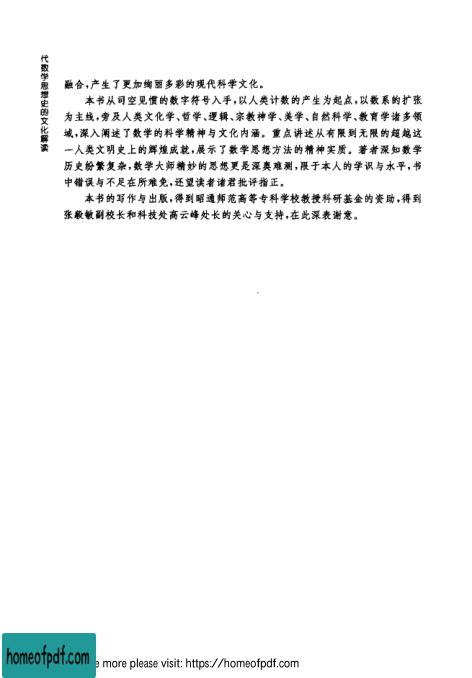 代数学思想史的文化解读
融合,产生了更加绚丽多彩的现代科学文化。
本书从司空见惯的数字符号入手,以人类计数的产生为起点,以数系的扩张
为主线,旁及人类文化学、哲学、逻辑、宗教神学、美学、自然科学、教育学诸多领
域,深入阐述了数学的科学精神与文化内涵。重点讲述从有限到无限的超越这
一人类文明史上的辉煌成就,展示了数学思想方法的精神实质。著者深知数学
历史纷繁复杂,数学大师精妙的思想更是深奥难测,限于本人的学识与水平,书
中错误与不足在所难免,还望读者诸君批评指正。
本书的写作与出版,得到昭通师范高等专科学校教授科研基金的资助,得到
张毅敏副校长和科技处高云峰处长的关心与支持,在此深表谢意。
homeofpdf.com
e more please visit: https://homeofpdf.com